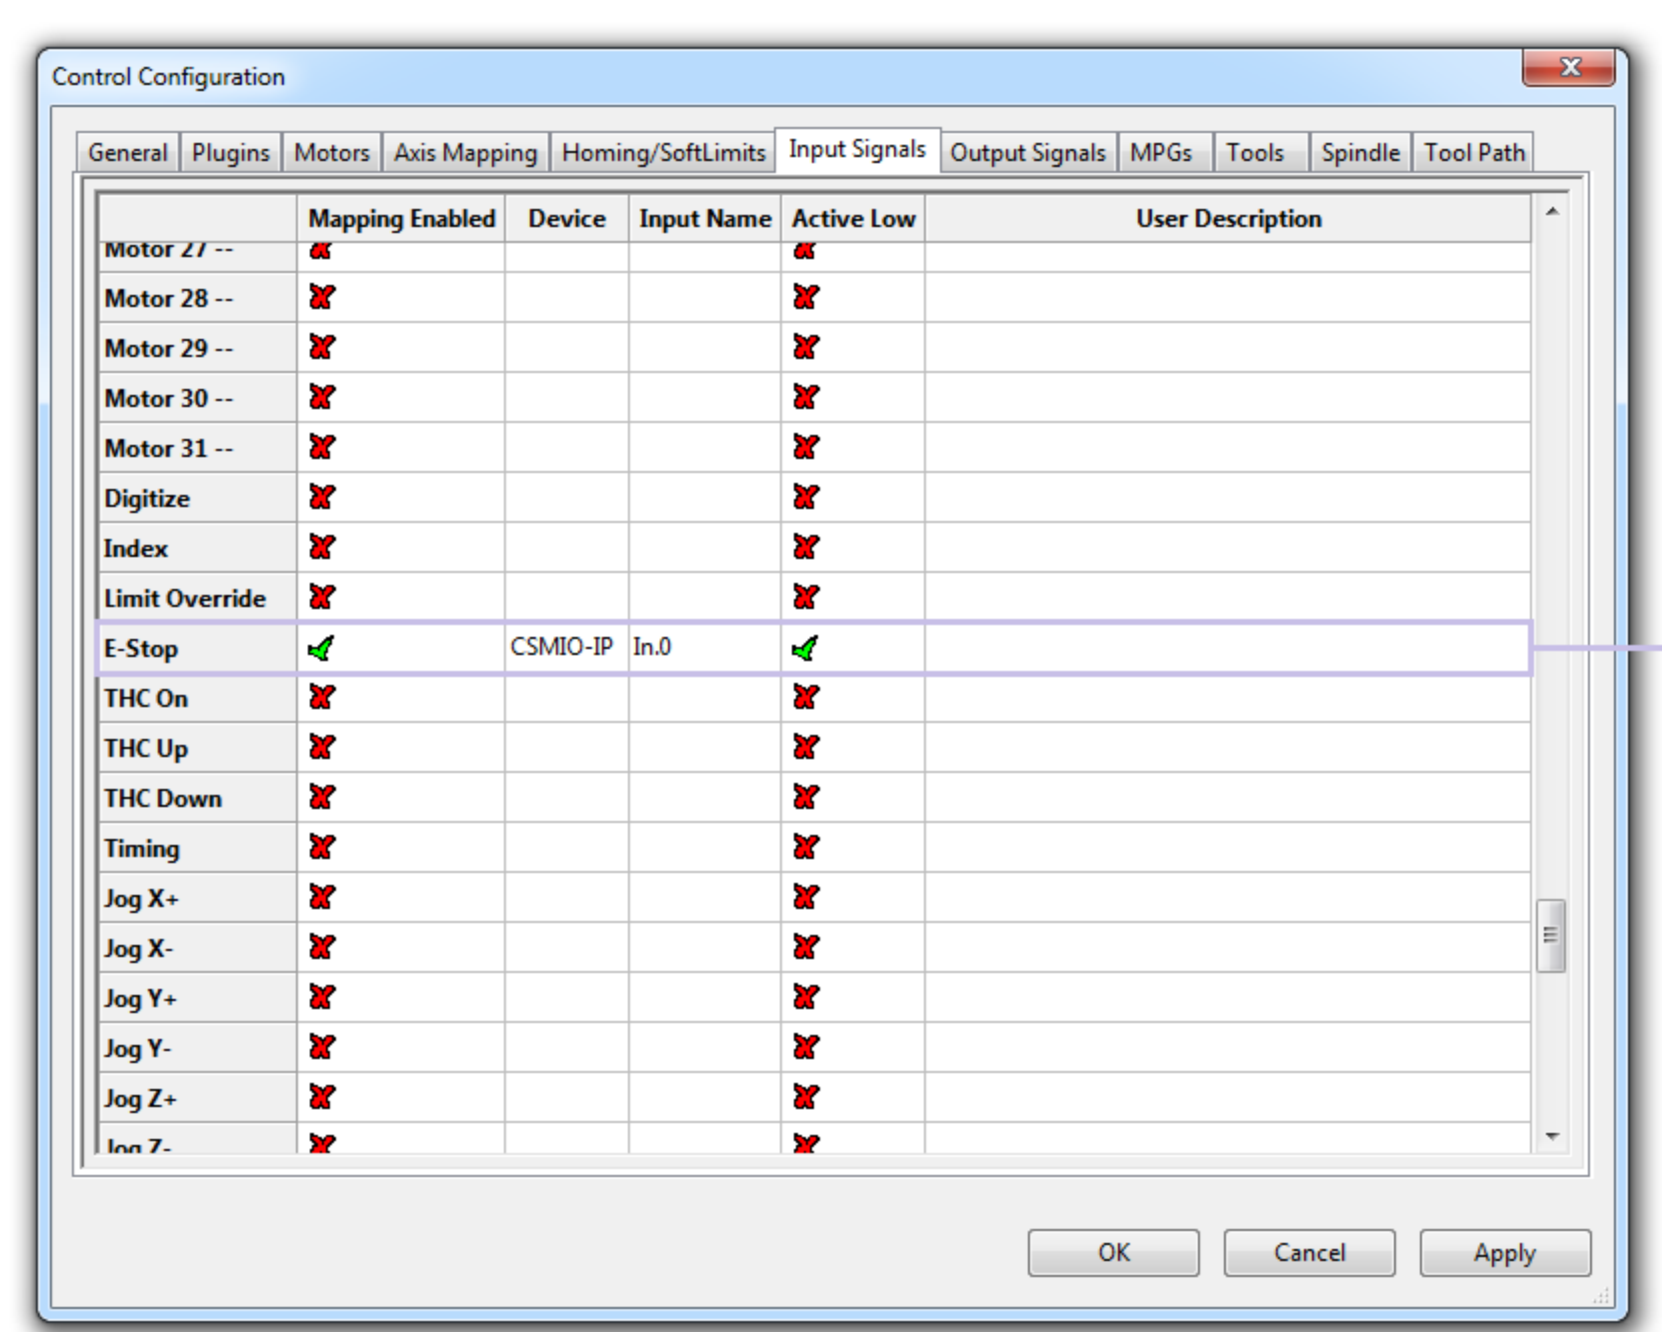 Control Configuration
General Plugins Motors Axis Mapping Homing/SoftLimits Input Signals Output Signals MPGs Tools Spindle Tool Path
Mapping Enabled Device Input Name Active Low User Description
Motor 27 --
Motor 28 --
Motor 29 --
Motor 30 --
Motor 31 --
Digitize
Index
Limit Override
E-Stop CSMIO-IP In.0
THC On
THC Up
THC Down
Timing
Jog X+
Jog X-
Jog Y+
Jog Y-
Jog Z+
Jog Z-
OK Cancel Apply